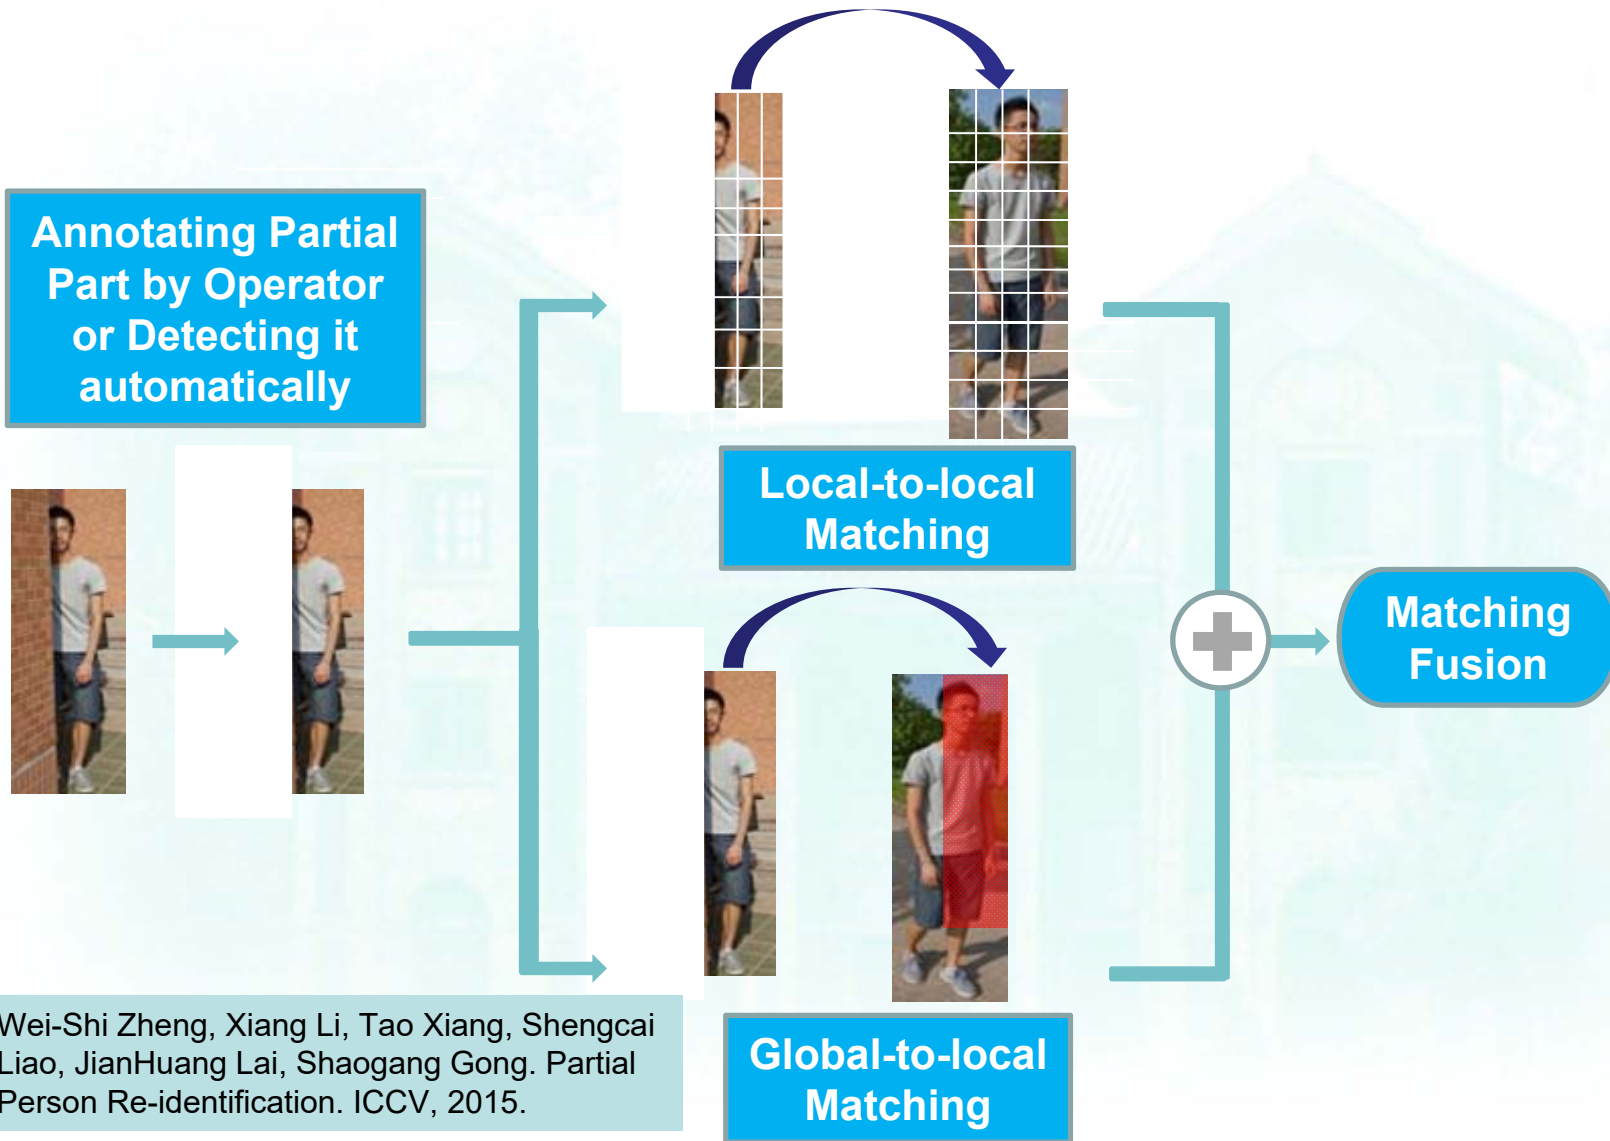 Annotating Partial
Part by Operator
or Detecting it
automatically
Local-to-local
Matching
Matching
Fusion
Wei-Shi Zheng, Xiang Li, Tao Xiang, Shengcai
Liao, JianHuang Lai, Shaogang Gong. Partial
Person Re-identification. ICCV, 2015.
Global-to-local
Matching